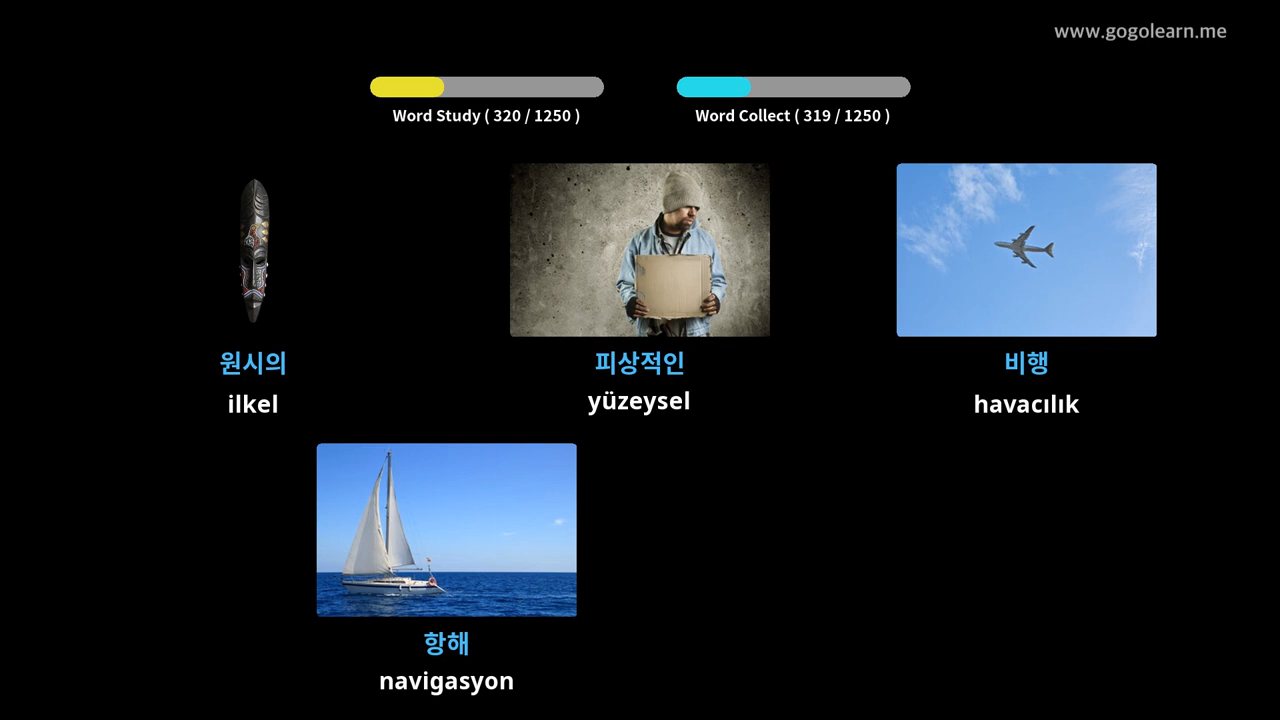 www.gogolearn.me
Word Study ( 320 / 1250 )
Word Collect ( 319 / 1250 )
원시의
ilkel
피상적인
yüzeysel
비행
havacılık
항해
navigasyon